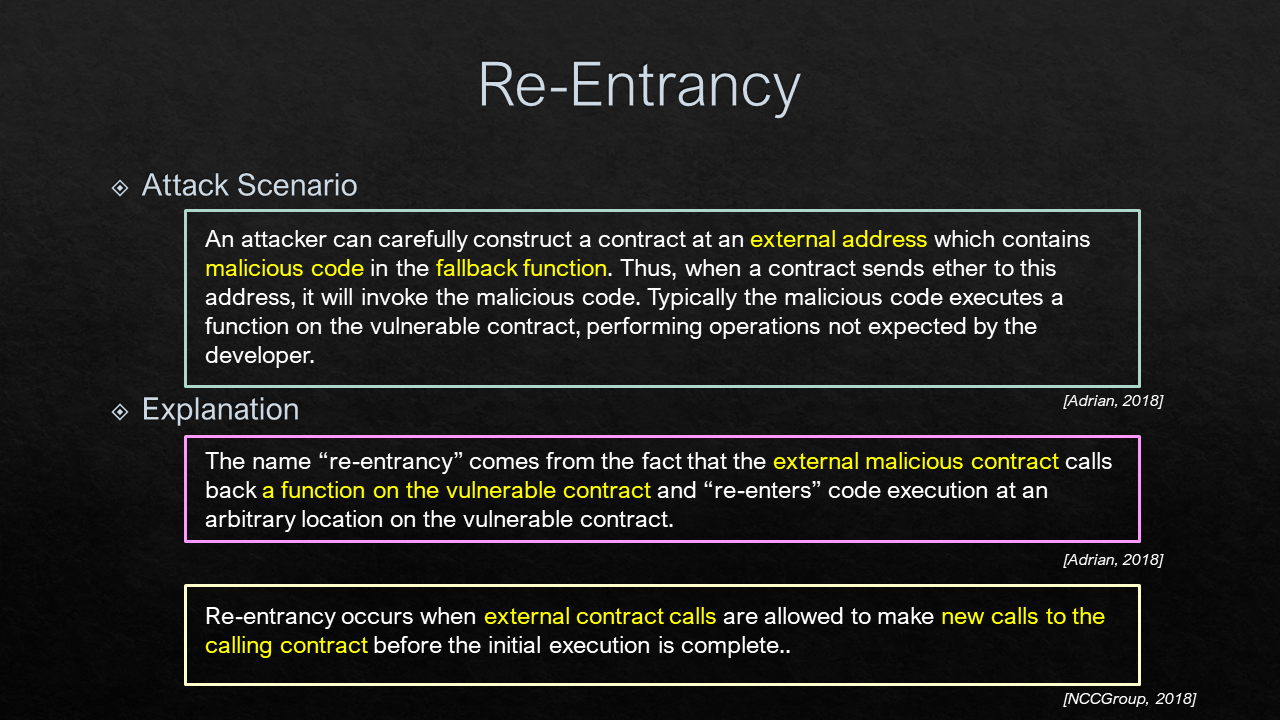 Re-Entrancy
Attack Scenario
An attacker can carefully construct a contract at an external address which contains
malicious code in the fallback function. Thus, when a contract sends ether to this
address, it will invoke the malicious code. Typically the malicious code executes a
function on the vulnerable contract, performing operations not expected by the
developer.
[Adrian, 2018]
Explanation
The name “re-entrancy” comes from the fact that the external malicious contract calls
back a function on the vulnerable contract and “re-enters” code execution at an
arbitrary location on the vulnerable contract.
[Adrian, 2018]
Re-entrancy occurs when external contract calls are allowed to make new calls to the
calling contract before the initial execution is complete..
[NCCGroup, 2018]